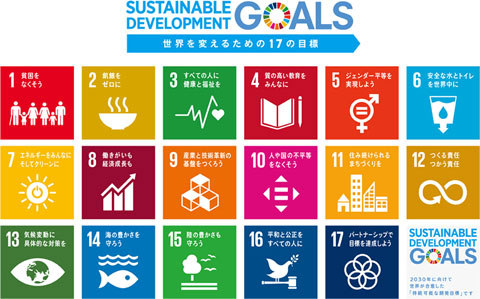 SUSTAINABLE
DEVELOPMENT
GOALS
世界を変えるための17の目標
1
貧困を
なくそう
2
飢餓を
ゼロに
3
すべての人に
健康と福祉を
4
質の高い教育を
みんなに
5
ジェンダー平等を
実現しよう
6
安全な水とトイレ
を世界中に
7
エネルギーをみんなに
そしてクリーンに
8
働きがいも
経済成長も
9
産業と技術革新の
基盤をつくろう
10
人や国の不平等
をなくそう
11
住み続けられる
まちづくりを
12
つくる責任
つかう責任
13
気候変動に
具体的な対策を
14
海の豊かさを
守ろう
15
陸の豊かさも
守ろう
16
平和と公正を
すべての人に
17
パートナーシップで
目標を達成しよう
SUSTAINABLE
DEVELOPMENT
GOALS
2030年に向けて
世界が合意した
「持続可能な開発目標」です